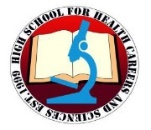 HIGH SCHOOL FOR HEALTH CAREERS AND SCIENCES EST. 1999